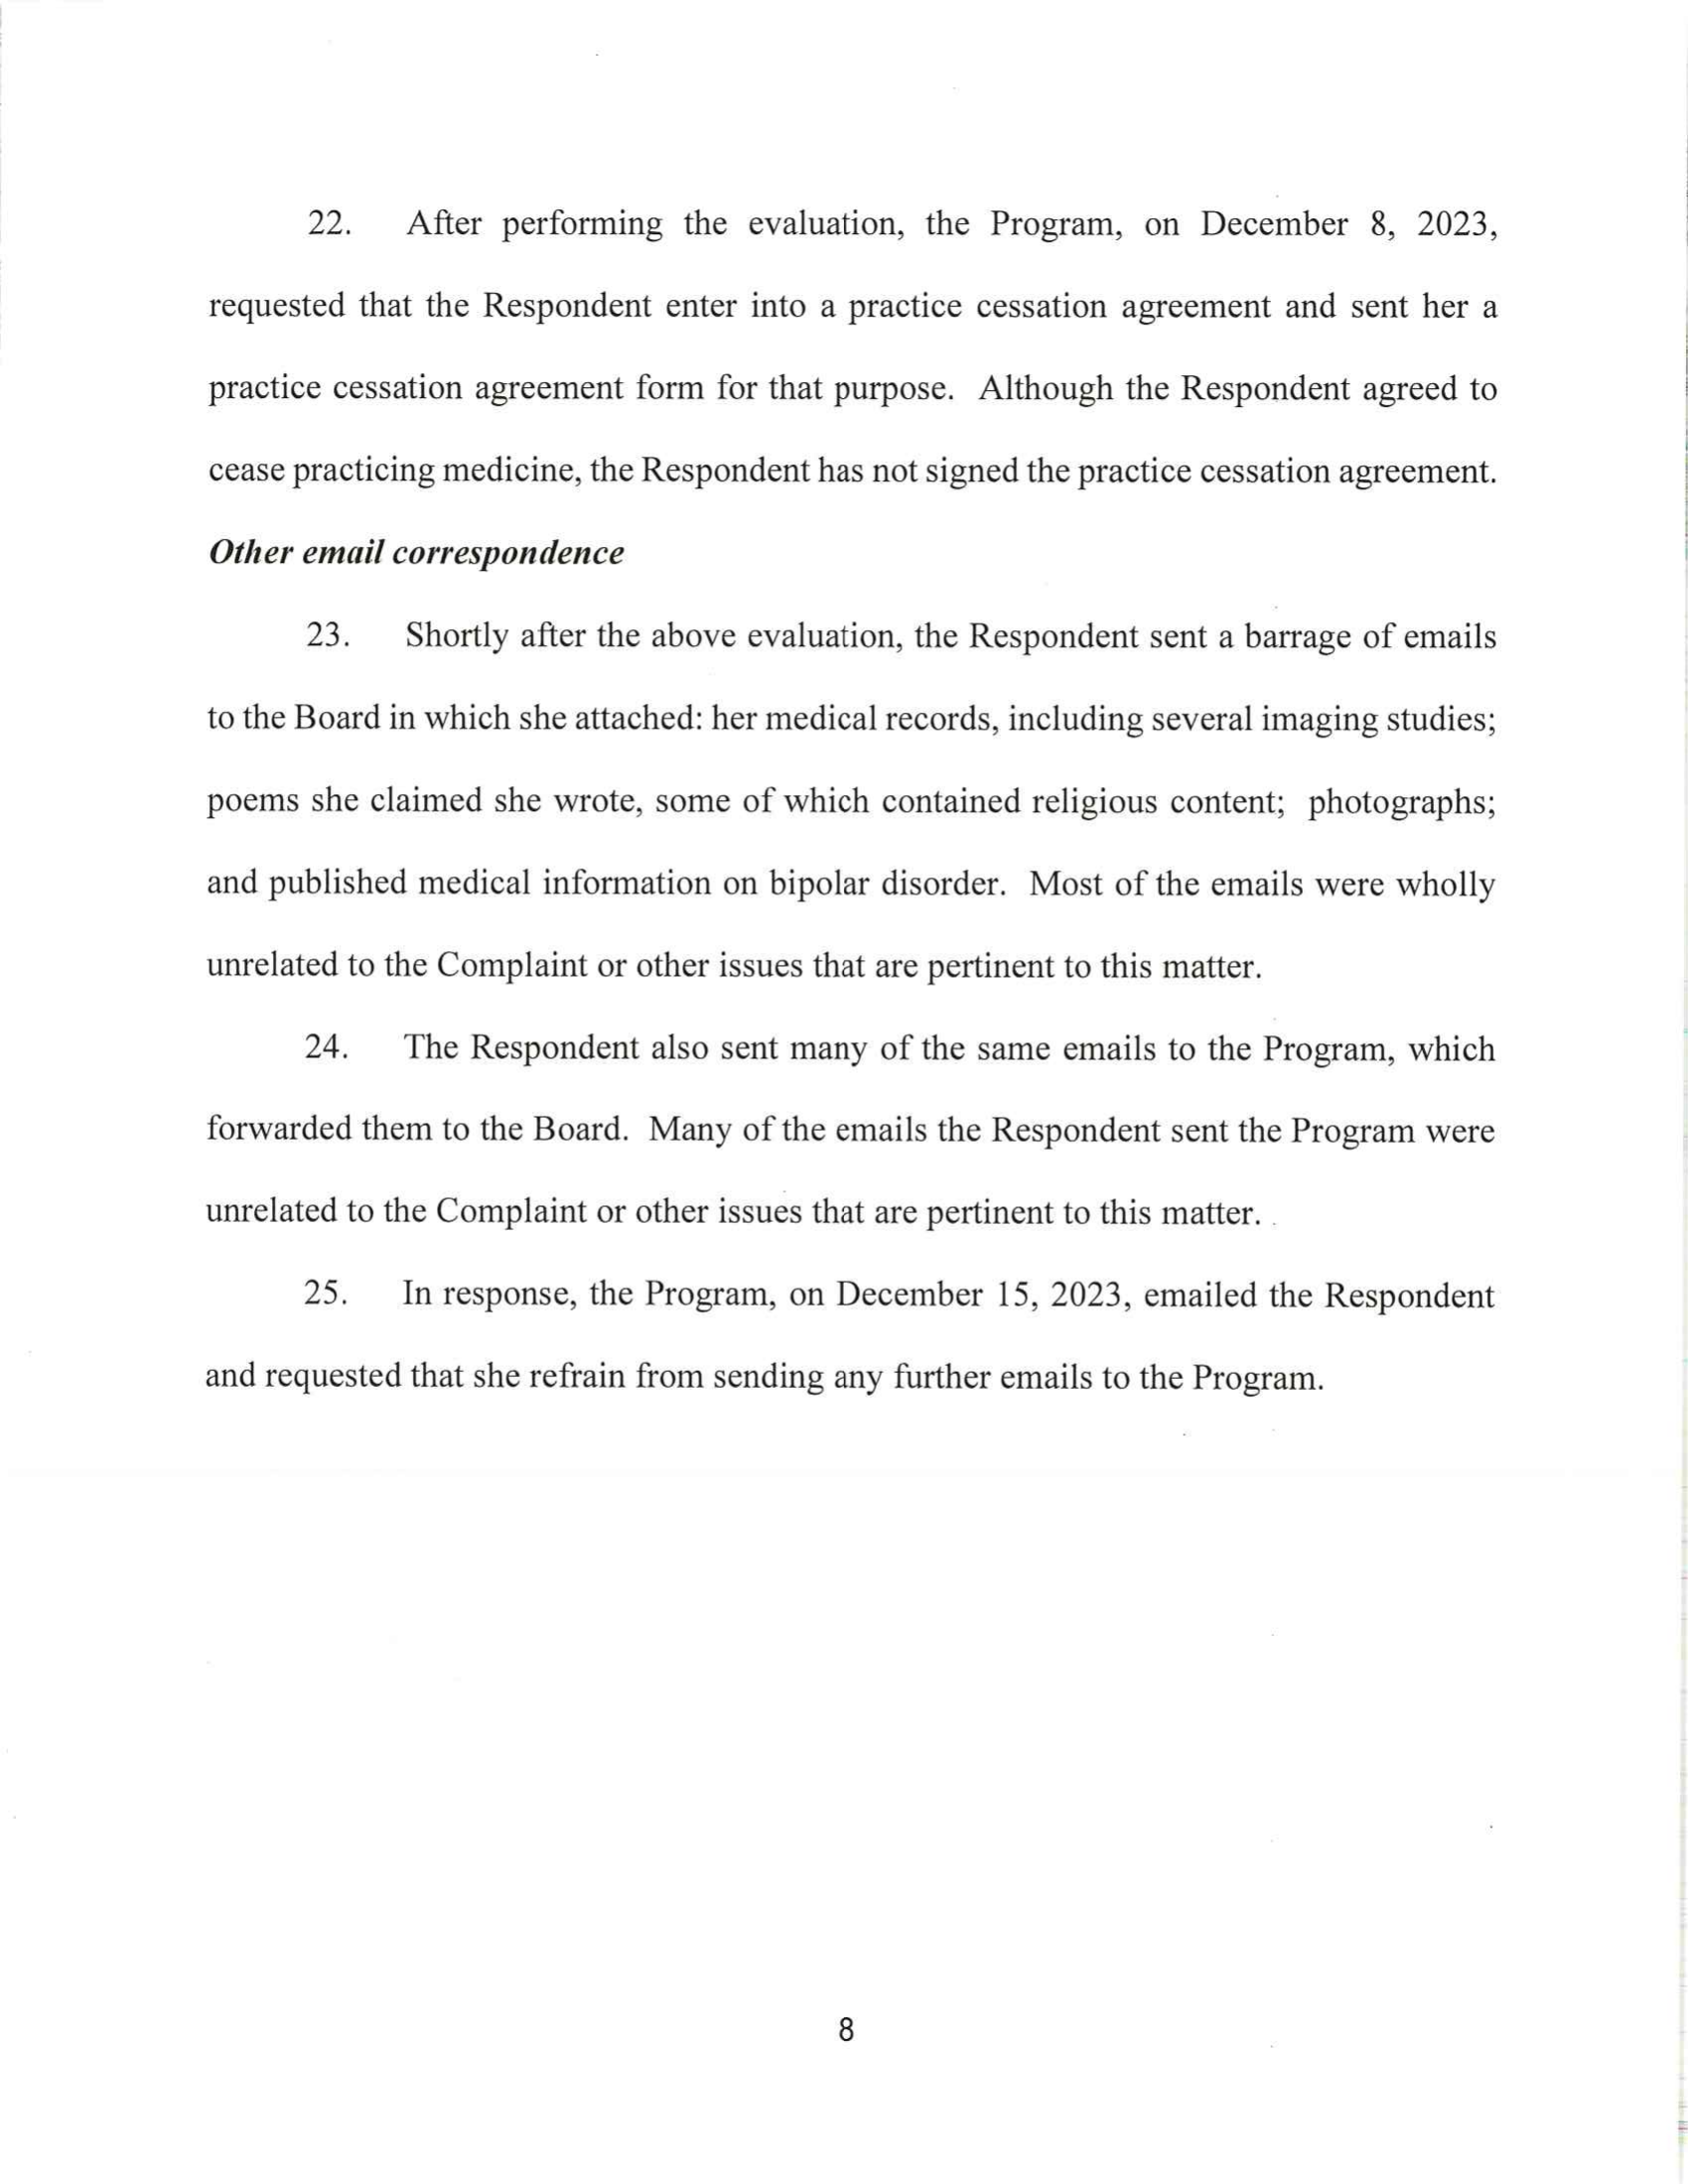 22. After performing the evaluation, the Program, on December 8, 2023,
requested that the Respondent enter into a practice cessation agreement and sent her a
practice cessation agreement form for that purpose. Although the Respondent agreed to
cease practicing medicine, the Respondent has not signed the practice cessation agreement.
Other email correspondence
23. Shortly after the above evaluation, the Respondent sent a barrage of emails
to the Board in which she attached: her medical records, including several imaging studies;
poems she claimed she wrote, some of which contained religious content; photographs;
and published medical information on bipolar disorder. Most of the emails were wholly
unrelated to the Complaint or other issues that are pertinent to this matter.
24. The Respondent also sent many of the same emails to the Program, which
forwarded them to the Board. Many of the emails the Respondent sent the Program were
unrelated to the Complaint or other issues that are pertinent to this matter.
25. In response, the Program, on December 15, 2023, emailed the Respondent
and requested that she refrain from sending any further emails to the Program.
8